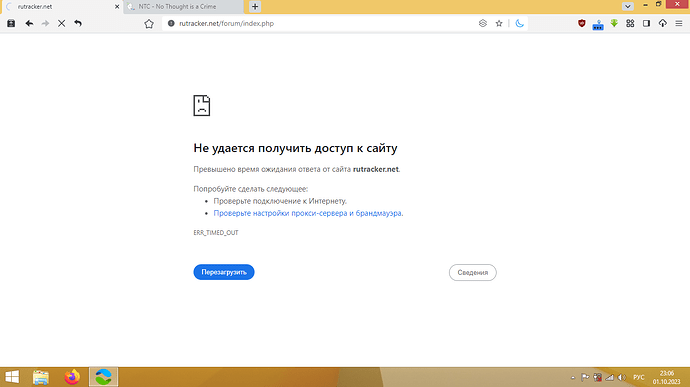 rutracker.net
NTC - No Thought is a Crime
rutracker.net/forum/index.php
Не удается получить доступ к сайту
Превышено время ожидания ответа от сайта rutracker.net.
Попробуйте сделать следующее:
Проверьте подключение к Интернету.
Проверьте настройки прокси-сервера и брандмауэра.
ERR_TIMED_OUT
Перезагрузить
Сведения
РУС
23:06
01.10.2023